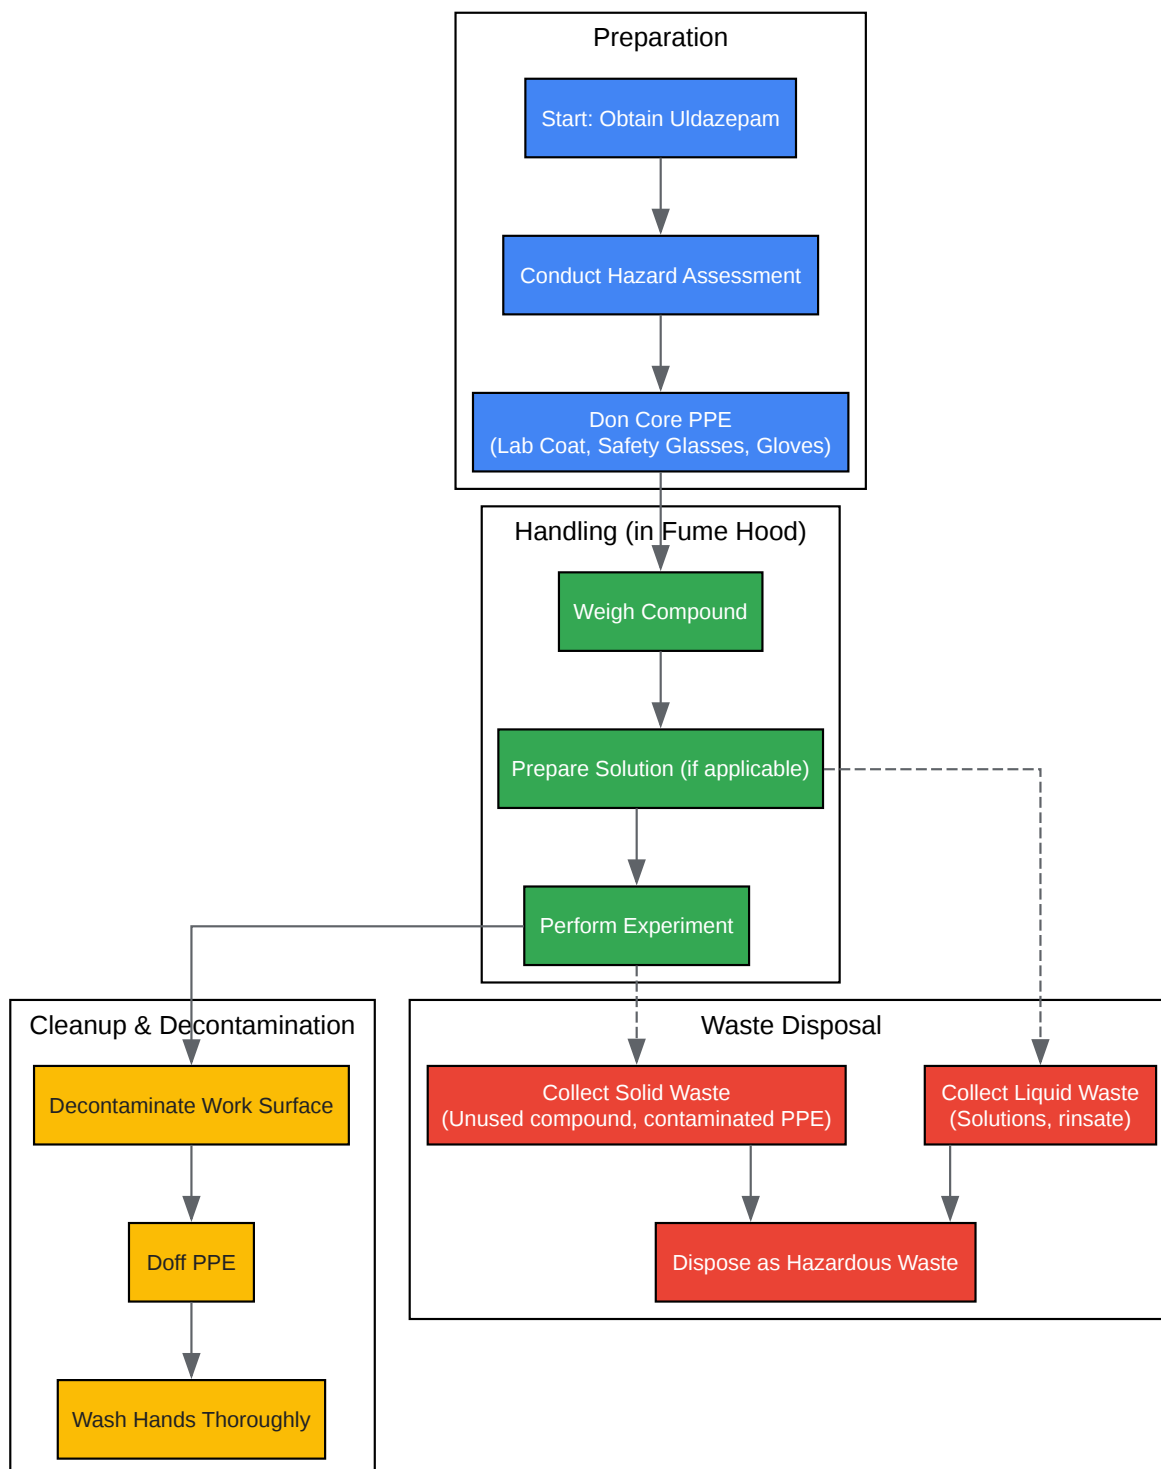 Preparation
Start: Obtain Uldazepam
Conduct Hazard Assessment
Don Core PPE
(Lab Coat, Safety Glasses, Gloves)
Handling (in Fume Hood)
Weigh Compound
Prepare Solution (if applicable)
Perform Experiment
Cleanup & Decontamination
Decontaminate Work Surface
Doff PPE
Wash Hands Thoroughly
Waste Disposal
Collect Solid Waste
(Unused compound, contaminated PPE)
Collect Liquid Waste
(Solutions, rinsate)
Dispose as Hazardous Waste